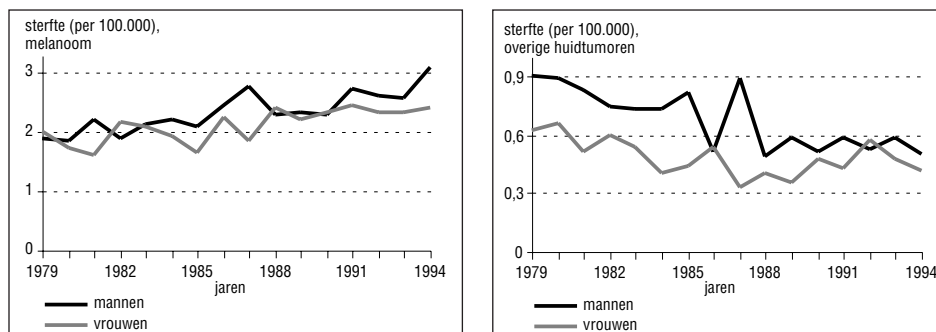 sterfte (per 100.000),
melanoom
3
2
1
0
1979 1982 1985 1988 1991 1994
jaren
mannen
vrouwen
sterfte (per 100.000),
overige huidtumoren
0,9
0,6
0,3
0
1979 1982 1985 1988 1991 1994
jaren
mannen
vrouwen